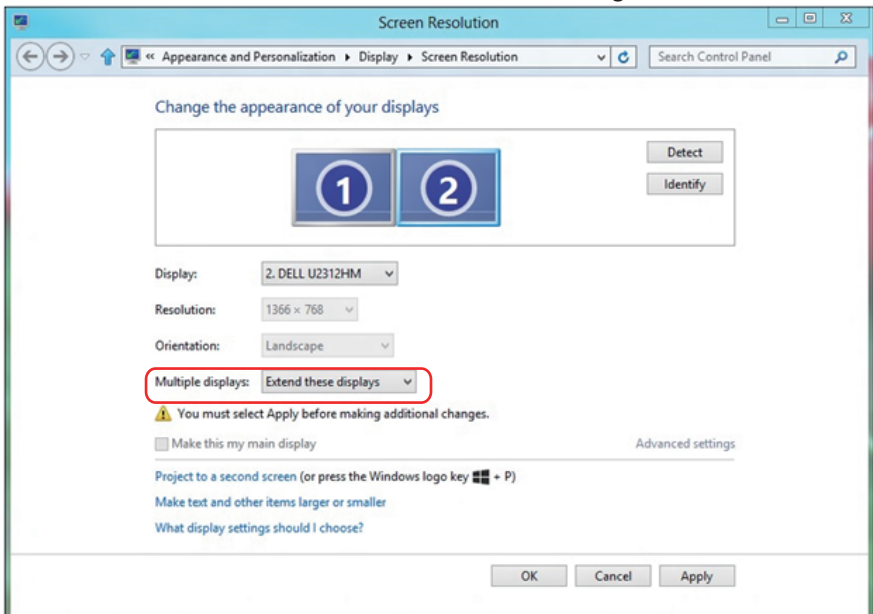 Screen Resolution
« Appearance and Personalization Display Screen Resolution Search Control Panel
Change the appearance of your displays
1 2
Detect
Identify
Display: 2. DELL U2312HM
Resolution: 1366 × 768
Orientation: Landscape
Multiple displays: Extend these displays
You must select Apply before making additional changes.
Make this my main display Advanced settings
Project to a second screen (or press the Windows logo key + P)
Make text and other items larger or smaller
What display settings should I choose?
OK Cancel Apply